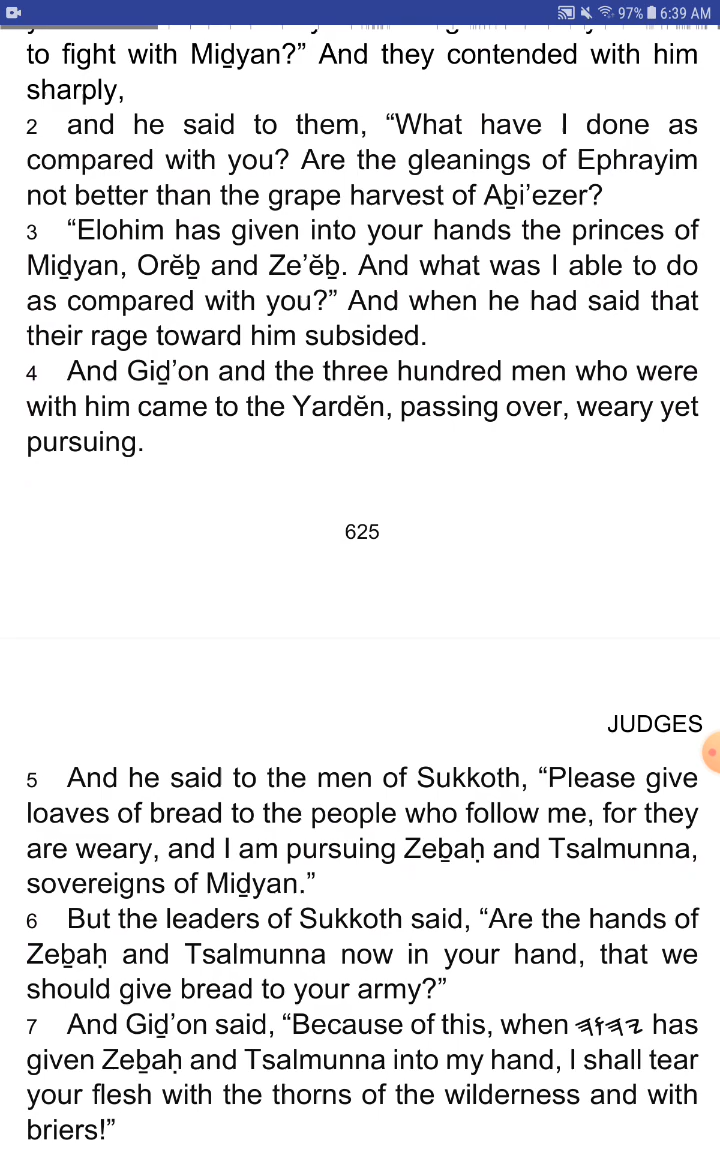 97% 6:39 AM
to fight with Miḏyan?” And they contended with him
sharply,
2 and he said to them, “What have I done as
compared with you? Are the gleanings of Ephrayim
not better than the grape harvest of Aḇi’ezer?
3 “Elohim has given into your hands the princes of
Miḏyan, Orĕḇ and Ze’ĕḇ. And what was I able to do
as compared with you?” And when he had said that
their rage toward him subsided.
4 And Giḏ’on and the three hundred men who were
with him came to the Yardĕn, passing over, weary yet
pursuing.
625
JUDGES
5 And he said to the men of Sukkoth, “Please give
loaves of bread to the people who follow me, for they
are weary, and I am pursuing Zeḇaḥ and Tsalmunna,
sovereigns of Miḏyan.”
6 But the leaders of Sukkoth said, “Are the hands of
Zeḇaḥ and Tsalmunna now in your hand, that we
should give bread to your army?”
7 And Giḏ’on said, “Because of this, when 𐤉𐤄𐤅𐤄 has
given Zeḇaḥ and Tsalmunna into my hand, I shall tear
your flesh with the thorns of the wilderness and with
briers!”